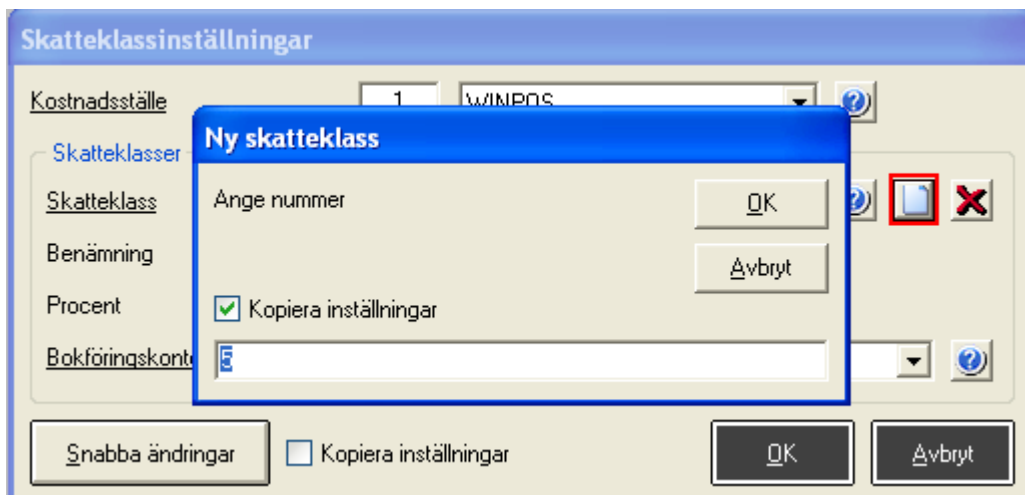 Skatteklassinställningar
Kostnadsställe 1 WINPOS
Ny skatteklass
Skatteklasser
Skatteklass Ange nummer OK
Benämning Avbryt
Procent Kopiera inställningar
Bokföringskonto 5
Snabba ändringar Kopiera inställningar OK Avbryt